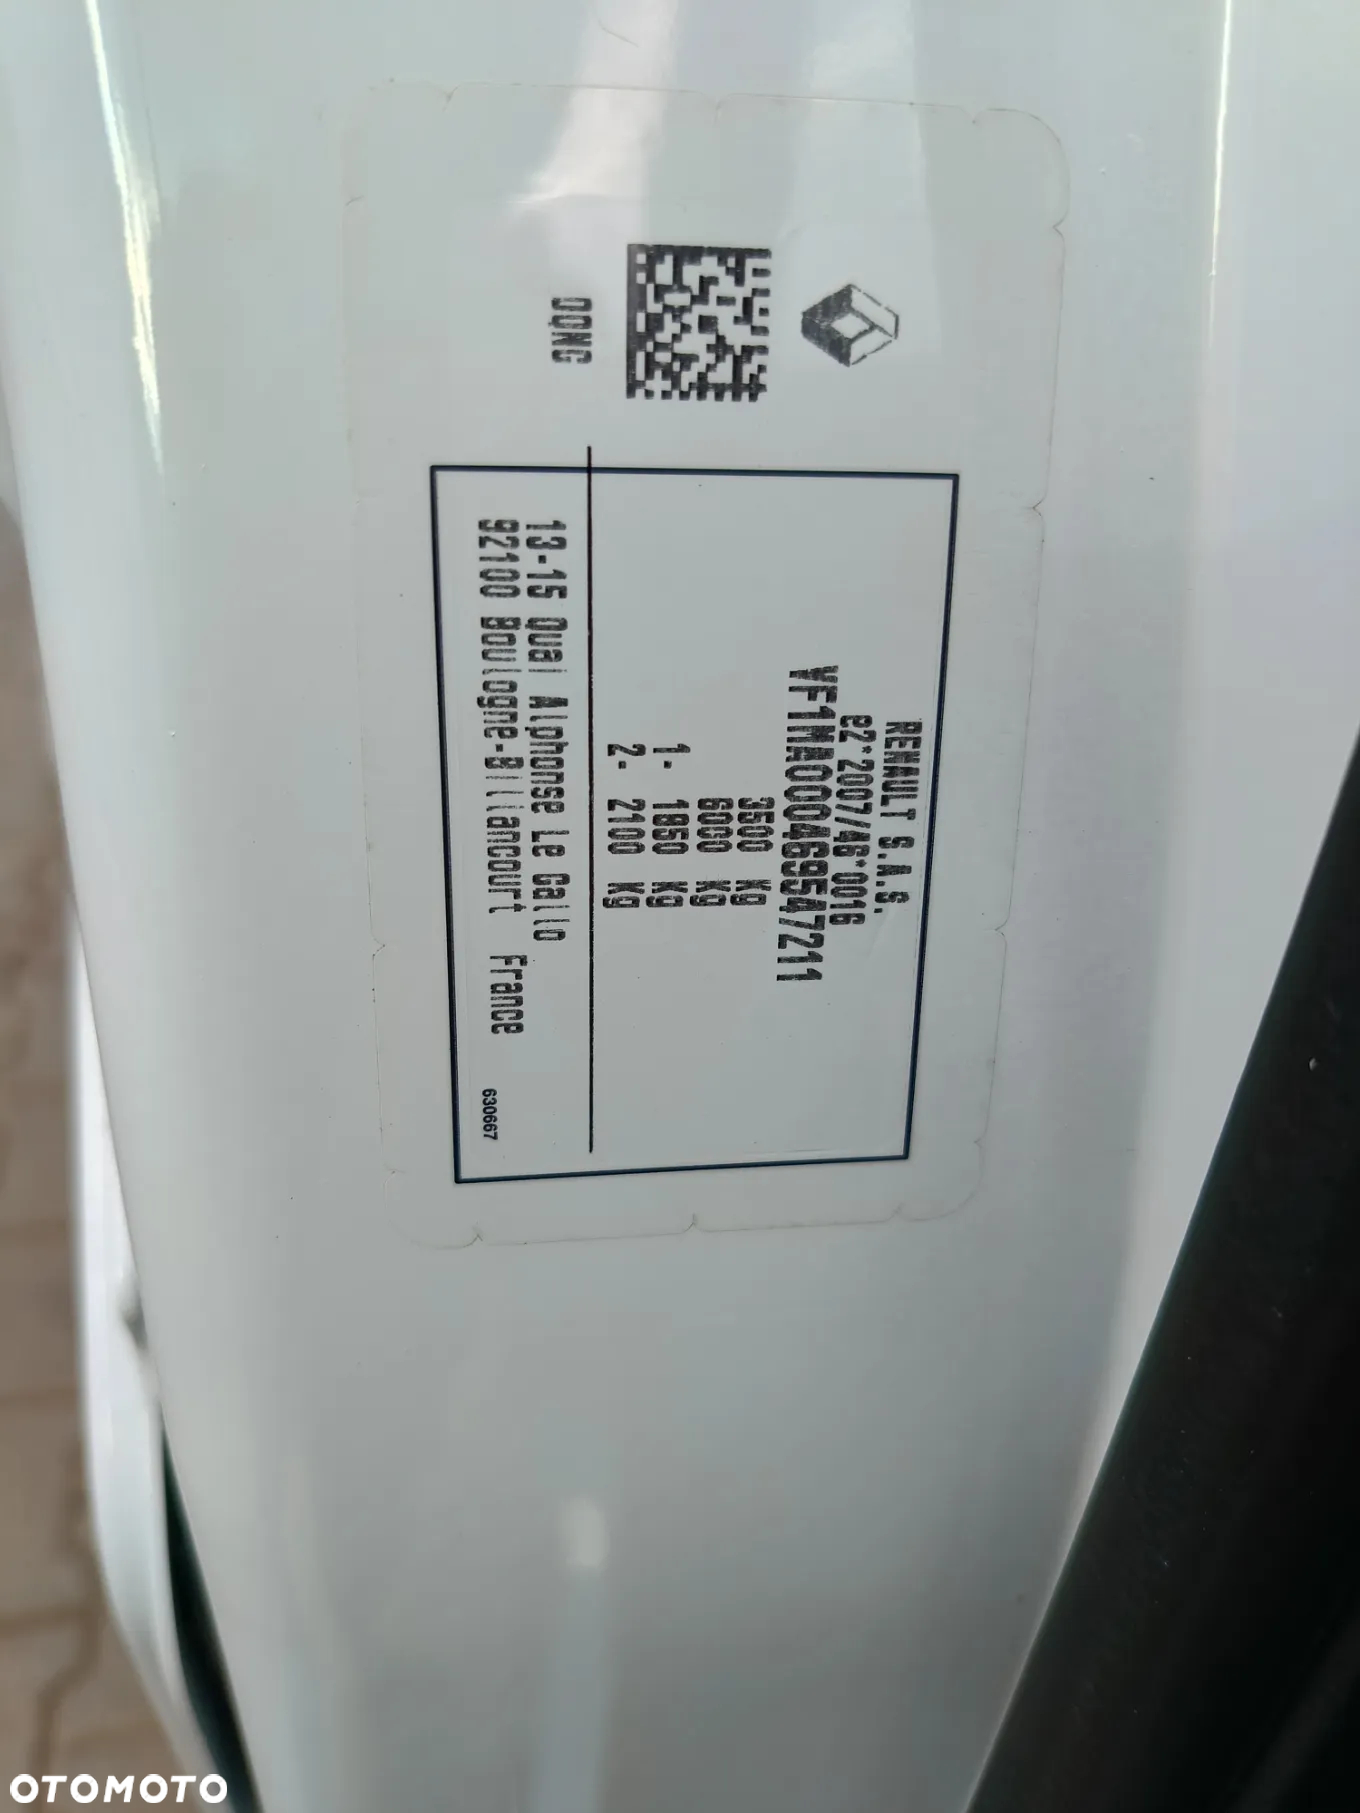 OQNG
RENAULT S.A.S.
e2*2007/46*0016
VF1MA000469547211
3500 Kg
6000 Kg
1- 1850 Kg
2- 2100 Kg
13-15 Quai Alphonse Le Gallo
92100 Boulogne-Billancourt France
630667
OTOMOTO